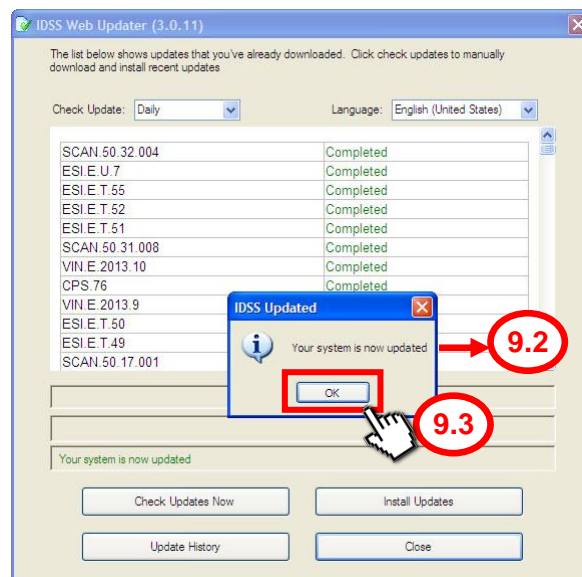 IDSS Web Updater (3.0.11)
The list below shows updates that you've already downloaded. Click check updates to manually
download and install recent updates
Check Update: Daily Language: English (United States)
SCAN.50.32.004 Completed
ESI.E.U.7 Completed
ESI.E.T.55 Completed
ESI.E.T.52 Completed
ESI.E.T.51 Completed
SCAN.50.31.008 Completed
VIN.E.2013.10 Completed
CPS.76 Completed
VIN.E.2013.9
ESI.E.T.50
ESI.E.T.49
SCAN.50.17.001
IDSS Updated
Your system is now updated
9.2
OK
9.3
Your system is now updated
Check Updates Now Install Updates
Update History Close